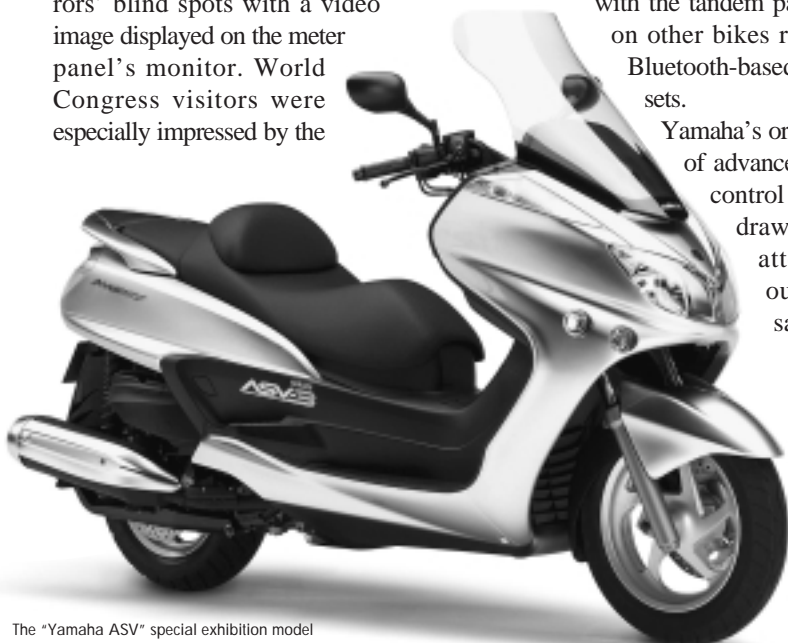 rors' blind spots with a video
image displayed on the meter
panel's monitor. World
Congress visitors were
especially impressed by the
with the tandem pa
on other bikes r
Bluetooth-based
sets.
Yamaha's or
of advance
control
draw
att
ou
sa
ASV-3
The "Yamaha ASV" special exhibition model